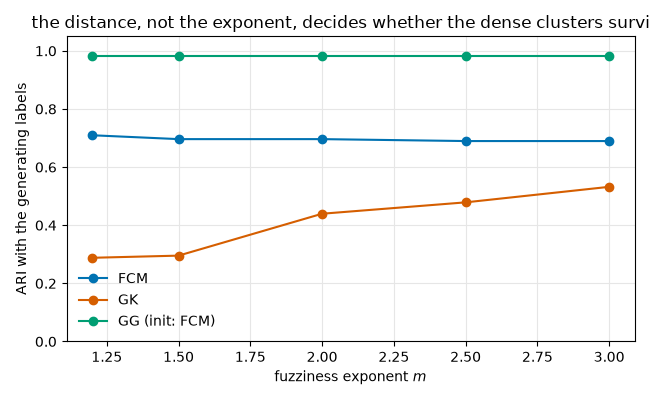 the distance, not the exponent, decides whether the dense clusters survi
ARI with the generating labels
1.0
0.8
0.6
0.4
0.2
0.0
FCM
GK
GG (init: FCM)
1.25 1.50 1.75 2.00 2.25 2.50 2.75 3.00
fuzziness exponent m